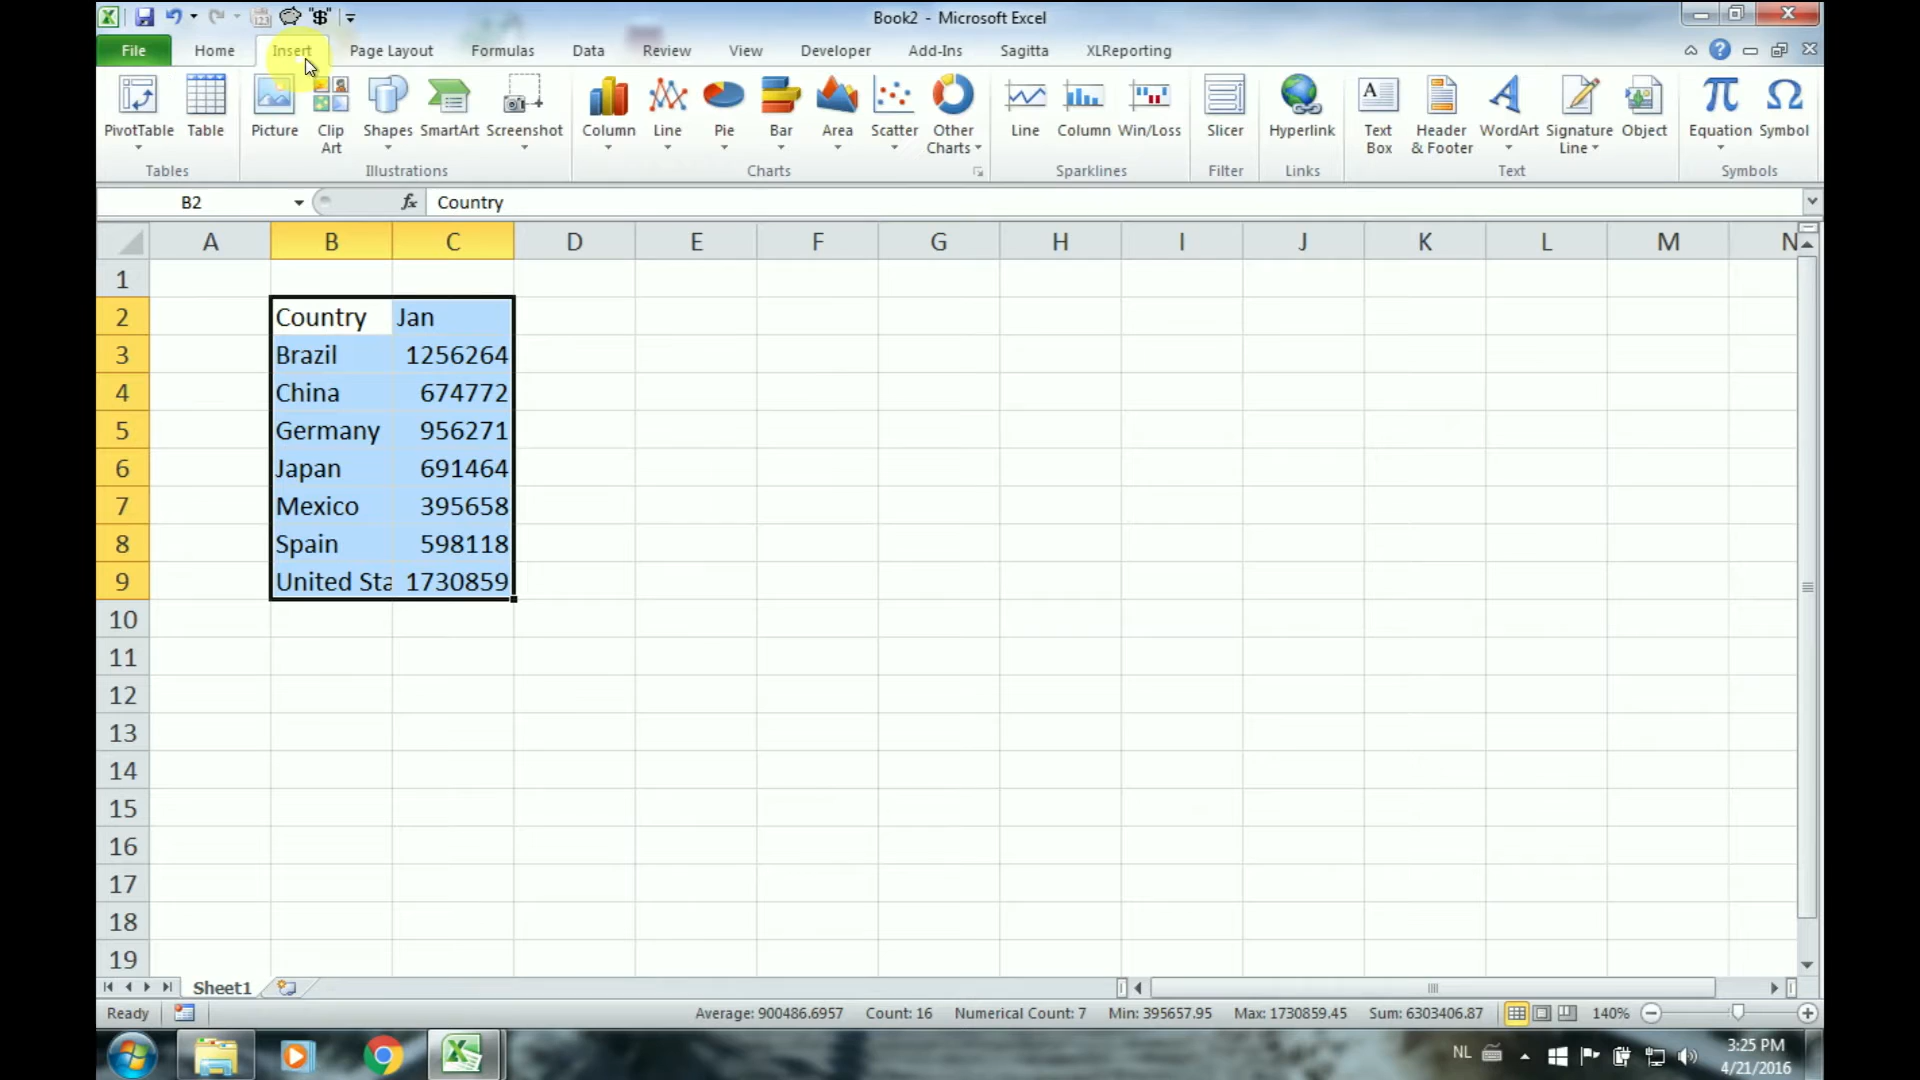 "$"
Book2 - Microsoft Excel
File Home Insert Page Layout Formulas Data Review View Developer Add-Ins Sagitta XLReporting
PivotTable Table Picture Clip Art Shapes SmartArt Screenshot Column Line Pie Bar Area Scatter Other Charts Line Column Win/Loss Slicer Hyperlink Text Box Header & Footer WordArt Signature Line Object Equation Symbol
Tables Illustrations Charts Sparklines Filter Links Text Symbols
B2 fx Country
A B C D E F G H I J K L M N
1
2 Country Jan
3 Brazil 1256264
4 China 674772
5 Germany 956271
6 Japan 691464
7 Mexico 395658
8 Spain 598118
9 United Sta 1730859
10
11
12
13
14
15
16
17
18
19
Sheet1
Ready Average: 900486.6957 Count: 16 Numerical Count: 7 Min: 395657.95 Max: 1730859.45 Sum: 6303406.87 140%
NL 3:25 PM
4/21/2016